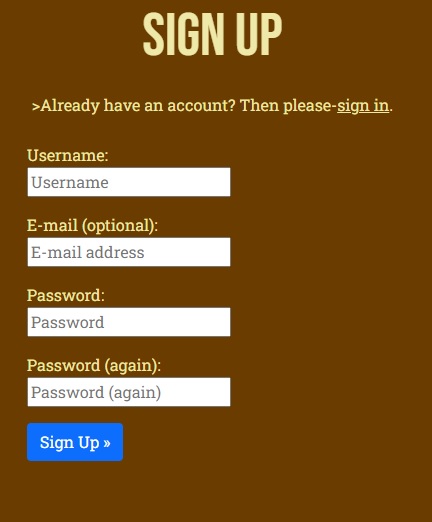 SIGN UP
>Already have an account? Then please-sign in.
Username:
Username
E-mail (optional):
E-mail address
Password:
Password
Password (again):
Password (again)
Sign Up »